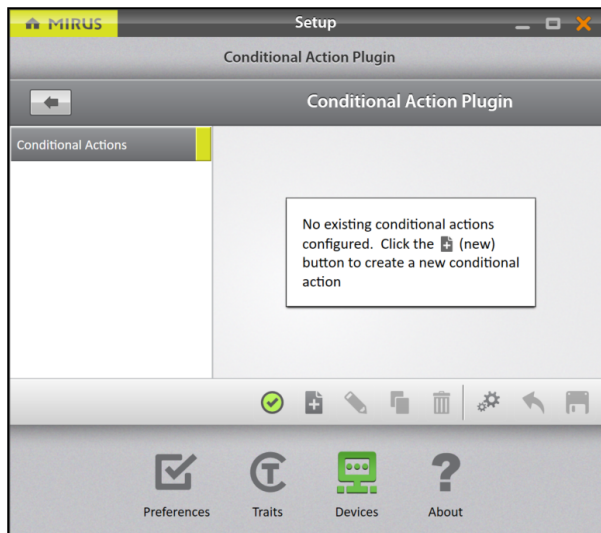 MIRUS
Setup
Conditional Action Plugin
Conditional Action Plugin
Conditional Actions
No existing conditional actions
configured. Click the (new)
button to create a new conditional
action
Preferences
Traits
Devices
About